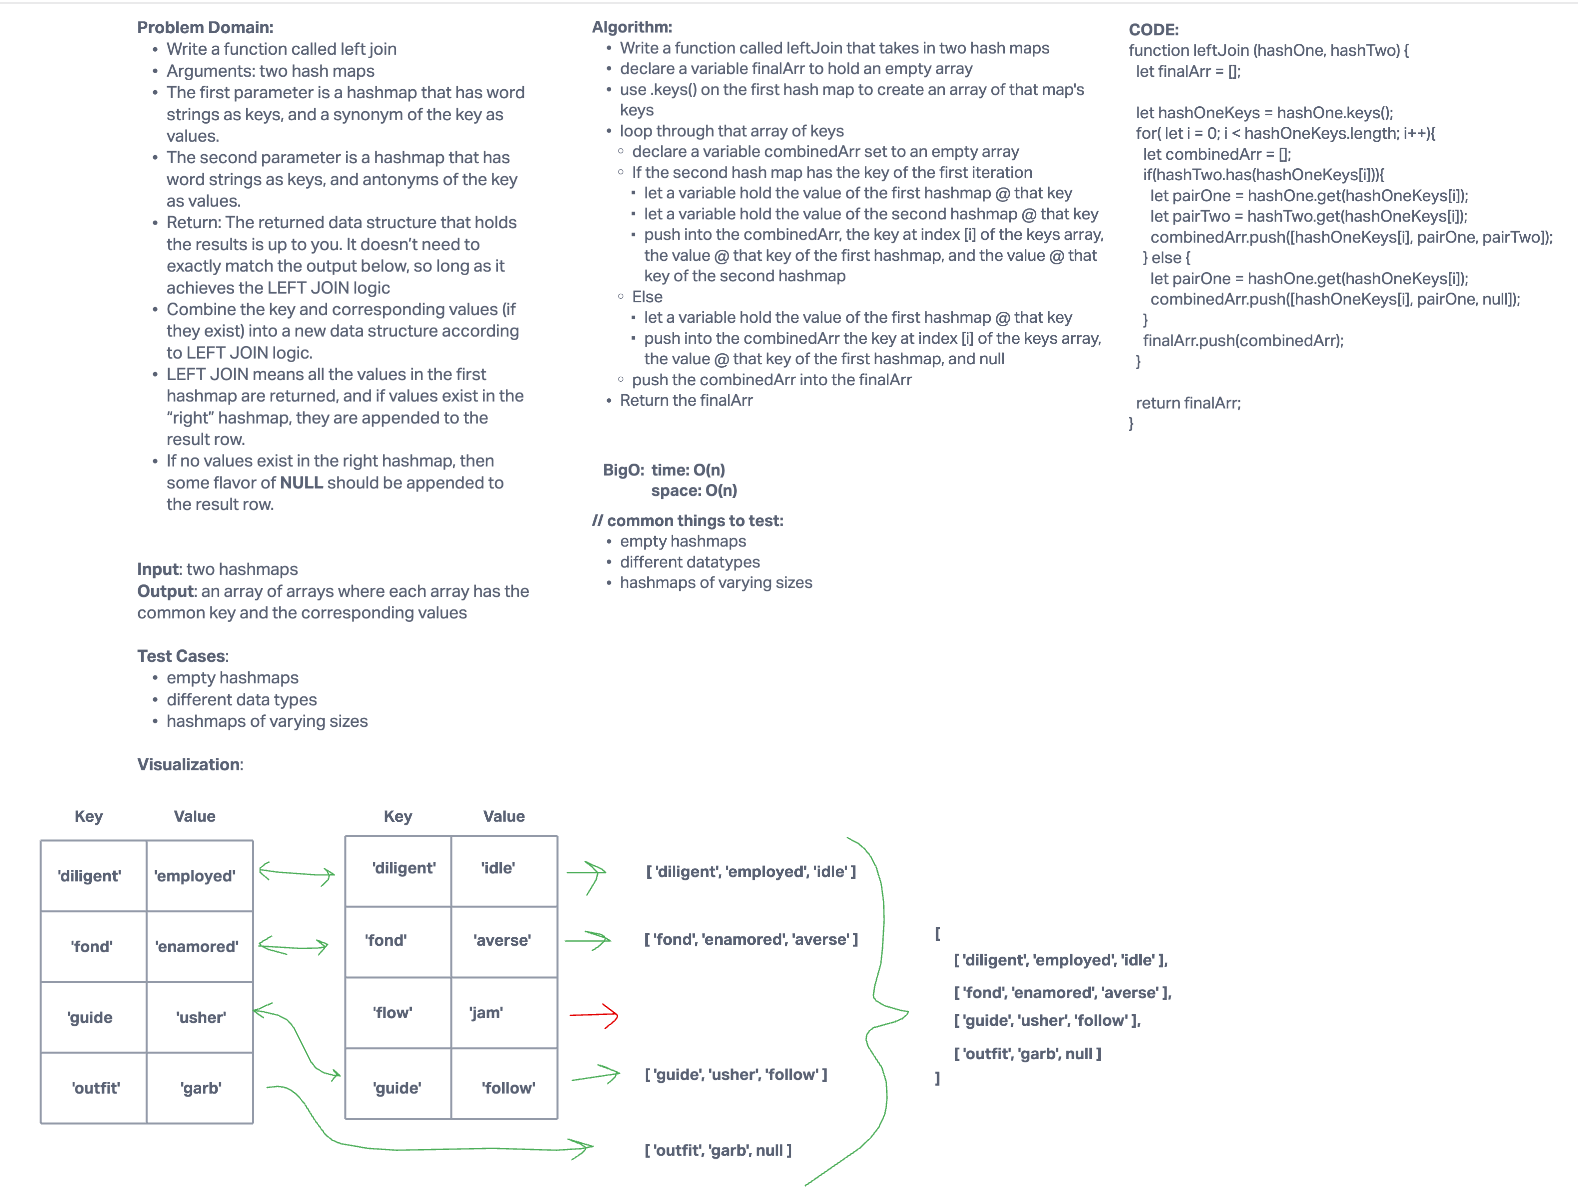 Problem Domain:
• Write a function called left join
• Arguments: two hash maps
• The first parameter is a hashmap that has word
strings as keys, and a synonym of the key as
values.
• The second parameter is a hashmap that has
word strings as keys, and antonyms of the key
as values.
• Return: The returned data structure that holds
the results is up to you. It doesn’t need to
exactly match the output below, so long as it
achieves the LEFT JOIN logic
• Combine the key and corresponding values (if
they exist) into a new data structure according
to LEFT JOIN logic.
• LEFT JOIN means all the values in the first
hashmap are returned, and if values exist in the
“right” hashmap, they are appended to the
result row.
• If no values exist in the right hashmap, then
some flavor of NULL should be appended to
the result row.
Input: two hashmaps
Output: an array of arrays where each array has the
common key and the corresponding values
Test Cases:
• empty hashmaps
• different data types
• hashmaps of varying sizes
Algorithm:
• Write a function called leftJoin that takes in two hash maps
• declare a variable finalArr to hold an empty array
• use .keys() on the first hash map to create an array of that map's
keys
• loop through that array of keys
◦ declare a variable combinedArr set to an empty array
◦ If the second hash map has the key of the first iteration
▪ let a variable hold the value of the first hashmap @ that key
▪ let a variable hold the value of the second hashmap @ that key
▪ push into the combinedArr, the key at index [i] of the keys array,
the value @ that key of the first hashmap, and the value @ that
key of the second hashmap
◦ Else
▪ let a variable hold the value of the first hashmap @ that key
▪ push into the combinedArr the key at index [i] of the keys array,
the value @ that key of the first hashmap, and null
◦ push the combinedArr into the finalArr
• Return the finalArr
BigO: time: O(n)
space: O(n)
// common things to test:
• empty hashmaps
• different datatypes
• hashmaps of varying sizes
CODE:
function leftJoin (hashOne, hashTwo) {
let finalArr = [];
let hashOneKeys = hashOne.keys();
for( let i = 0; i < hashOneKeys.length; i++){
let combinedArr = [];
if(hashTwo.has(hashOneKeys[i])){
let pairOne = hashOne.get(hashOneKeys[i]);
let pairTwo = hashTwo.get(hashOneKeys[i]);
combinedArr.push([hashOneKeys[i], pairOne, pairTwo]);
} else {
let pairOne = hashOne.get(hashOneKeys[i]);
combinedArr.push([hashOneKeys[i], pairOne, null]);
}
finalArr.push(combinedArr);
}
return finalArr;
}
Visualization:
Key Value
'diligent' 'employed'
'fond' 'enamored'
'guide 'usher'
'outfit' 'garb'
Key Value
'diligent' 'idle'
'fond' 'averse'
'flow' 'jam'
'guide' 'follow'
[ 'diligent', 'employed', 'idle' ]
[ 'fond', 'enamored', 'averse' ]
[ 'guide', 'usher', 'follow' ]
[ 'outfit', 'garb', null ]
[
[ 'diligent', 'employed', 'idle' ],
[ 'fond', 'enamored', 'averse' ],
[ 'guide', 'usher', 'follow' ],
[ 'outfit', 'garb', null ]
]